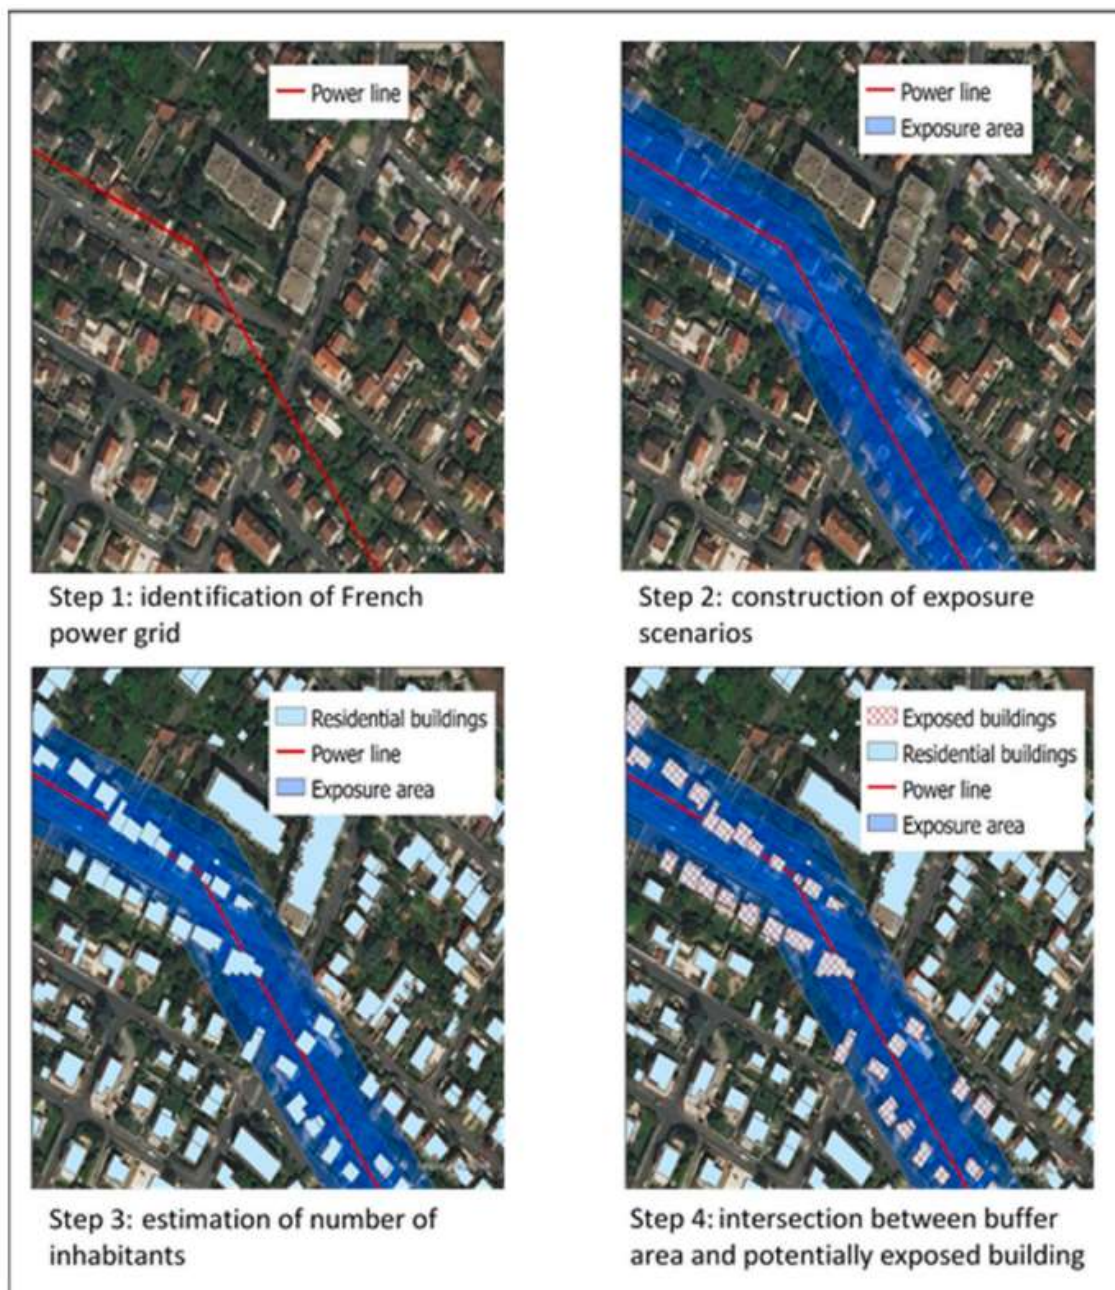 Power line
Power line
Exposure area
Step 1: identification of French
power grid
Step 2: construction of exposure
scenarios
Residential buildings
Power line
Exposure area
Exposed buildings
Residential buildings
Power line
Exposure area
Step 3: estimation of number of
inhabitants
Step 4: intersection between buffer
area and potentially exposed building